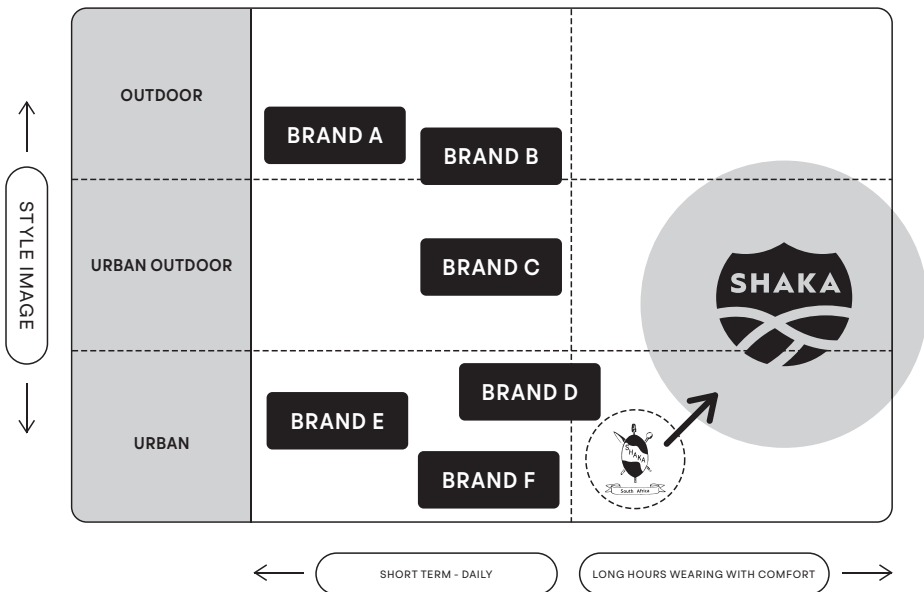 OUTDOOR
BRAND A
BRAND B
STYLE IMAGE
URBAN OUTDOOR
BRAND C
SHAKA
BRAND D
BRAND E
URBAN
BRAND F
SHAKA
South Africa
SHORT TERM - DAILY
LONG HOURS WEARING WITH COMFORT